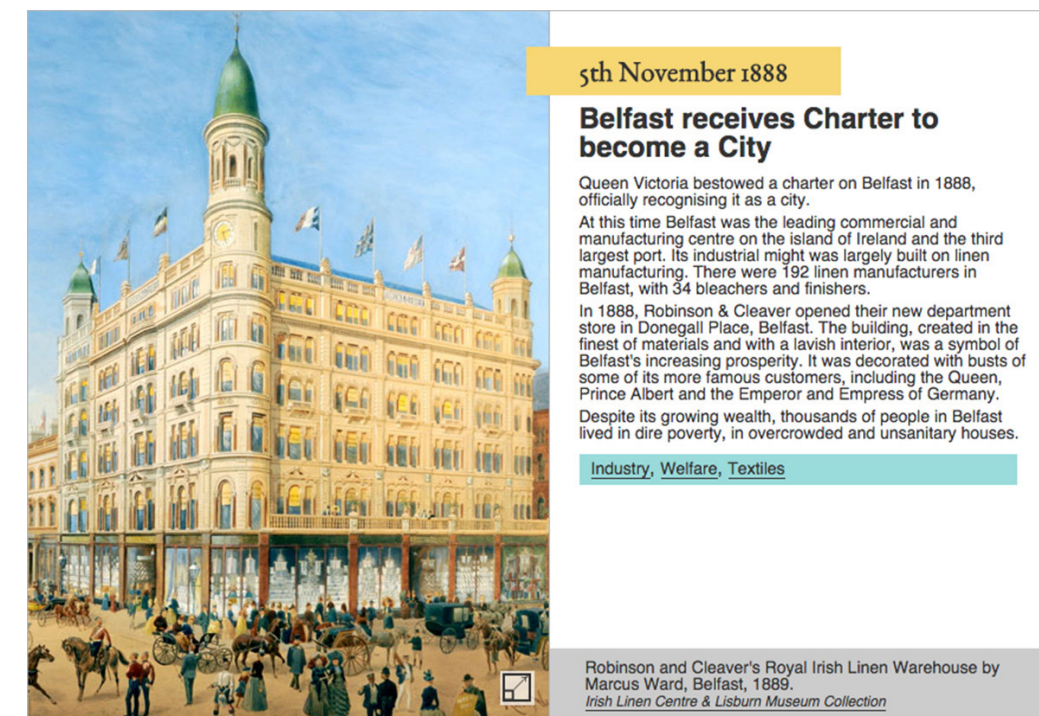 5th November 1888
Belfast receives Charter to
become a City
Queen Victoria bestowed a charter on Belfast in 1888,
officially recognising it as a city.
At this time Belfast was the leading commercial and
manufacturing centre on the island of Ireland and the third
largest port. Its industrial might was largely built on linen
manufacturing. There were 192 linen manufacturers in
Belfast, with 34 bleachers and finishers.
In 1888, Robinson & Cleaver opened their new department
store in Donegall Place, Belfast. The building, created in the
finest of materials and with a lavish interior, was a symbol of
Belfast's increasing prosperity. It was decorated with busts of
some of its more famous customers, including the Queen,
Prince Albert and the Emperor and Empress of Germany.
Despite its growing wealth, thousands of people in Belfast
lived in dire poverty, in overcrowded and unsanitary houses.
Industry, Welfare, Textiles
Robinson and Cleaver's Royal Irish Linen Warehouse by
Marcus Ward, Belfast, 1889.
Irish Linen Centre & Lisburn Museum Collection